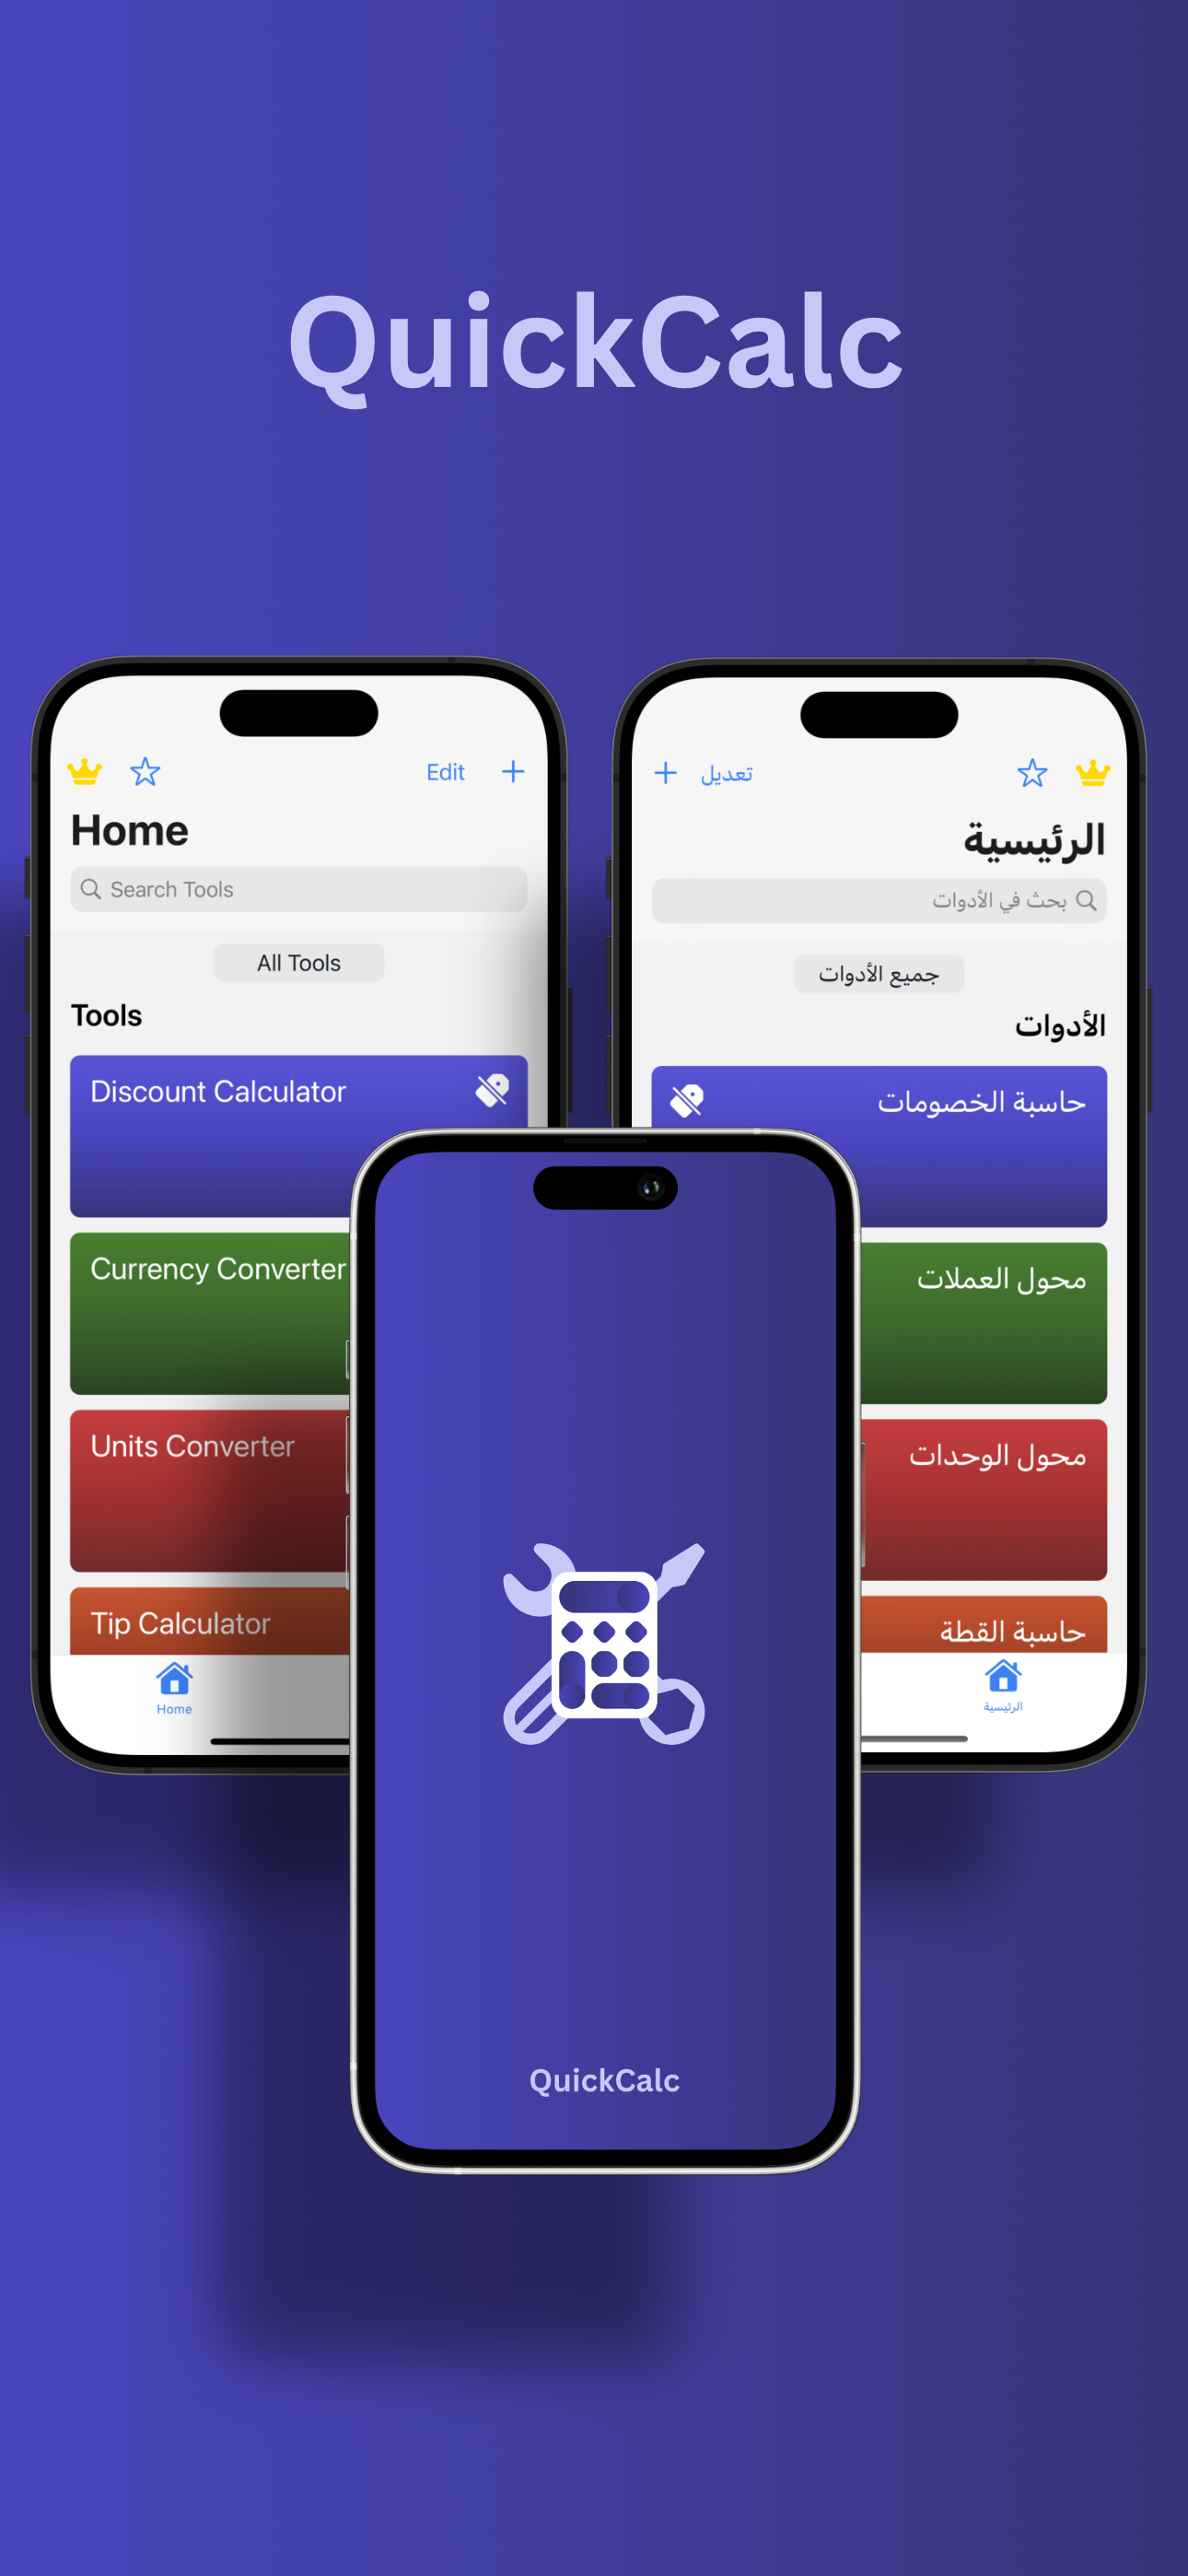 QuickCalc
Edit
Home
Search Tools
All Tools
Tools
Discount Calculator
Currency Converter
Units Converter
Tip Calculator
Home
تعديل
الرئيسية
بحث في الأدوات
جميع الأدوات
الأدوات
حاسبة الخصومات
محول العملات
محول الوحدات
حاسبة القطة
الرئيسية
QuickCalc